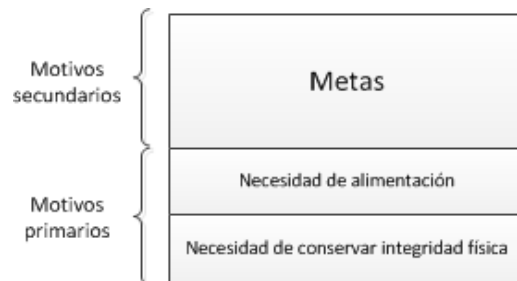 Motivos
secundarios
Metas
Motivos
primarios
Necesidad de alimentación
Necesidad de conservar integridad física